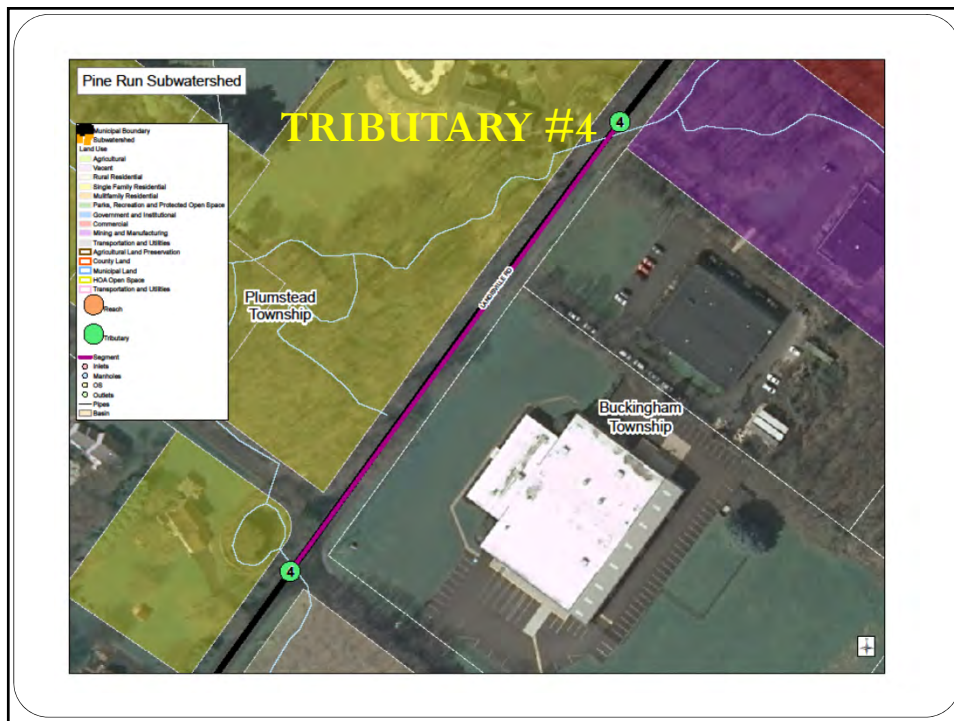 Pine Run Subwatershed
TRIBUTARY #4
4
Municipal Boundary
Subwatershed
Land Use
Agricultural
Vacant
Rural Residential
Single Family Residential
Multifamily Residential
Parks, Recreation and Protected Open Space
Government and Institutional
Commercial
Mining and Manufacturing
Transportation and Utilities
Agricultural Land Preservation
County Land
Municipal Land
HOA Open Space
Transportation and Utilities
Reach
Tributary
Segment
Inlets
Manholes
OS
Outlets
Pipes
Basin
Plumstead
Township
Buckingham
Township
4